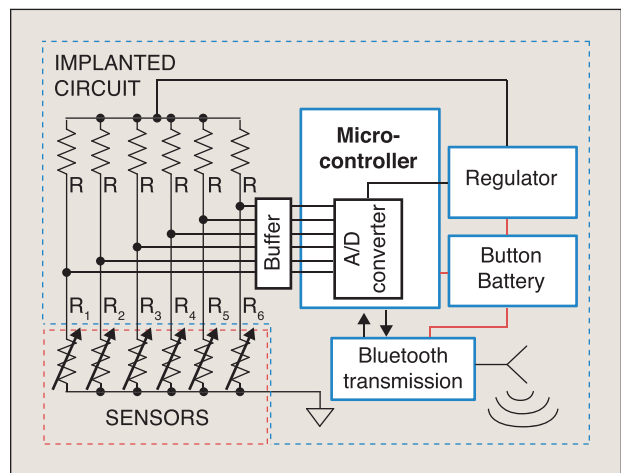 IMPLANTED
CIRCUIT
Micro-
controller
Regulator
R R R R R R
Buffer
A/D
converter
Button
Battery
R1 R2 R3 R4 R5 R6
Bluetooth
transmission
SENSORS